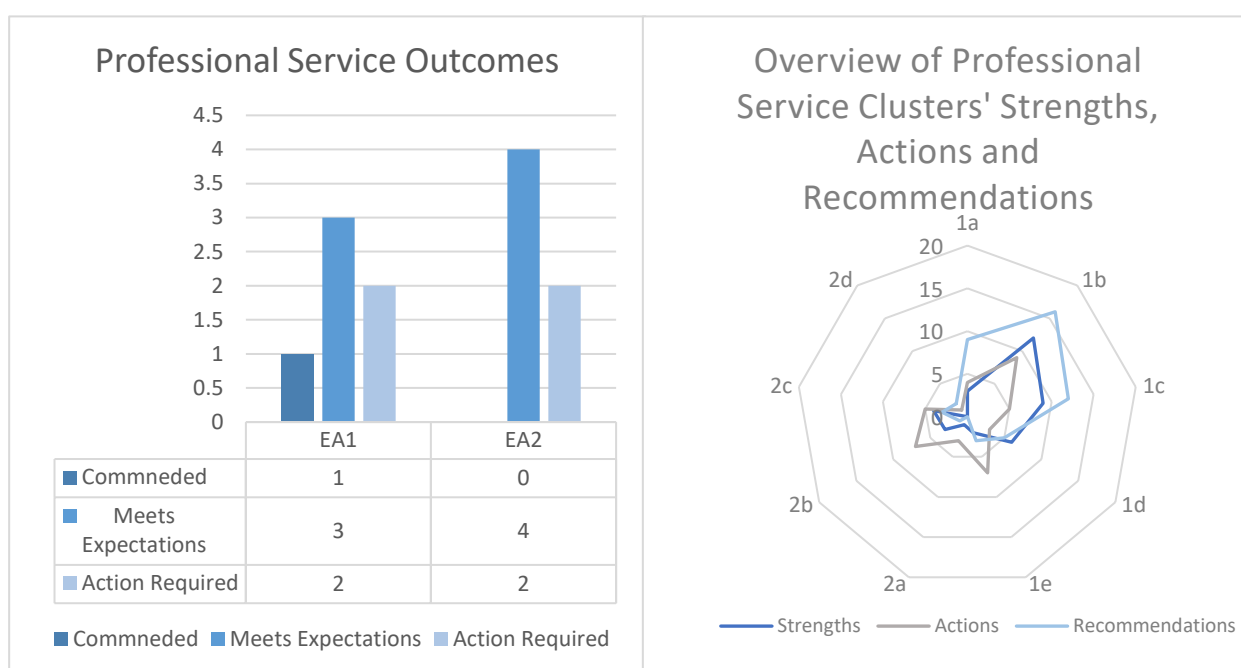 Professional Service Outcomes
4.5
4
3.5
3
2.5
2
1.5
1
0.5
0
EA1 EA2
Commneded 1 0
Meets
Expectations 3 4
Action Required 2 2
Commneded Meets Expectations Action Required
Overview of Professional
Service Clusters' Strengths,
Actions and
Recommendations
1a
20
15
10
5
0
1b
1c
1d
1e
2a
2b
2c
2d
Strengths Actions Recommendations